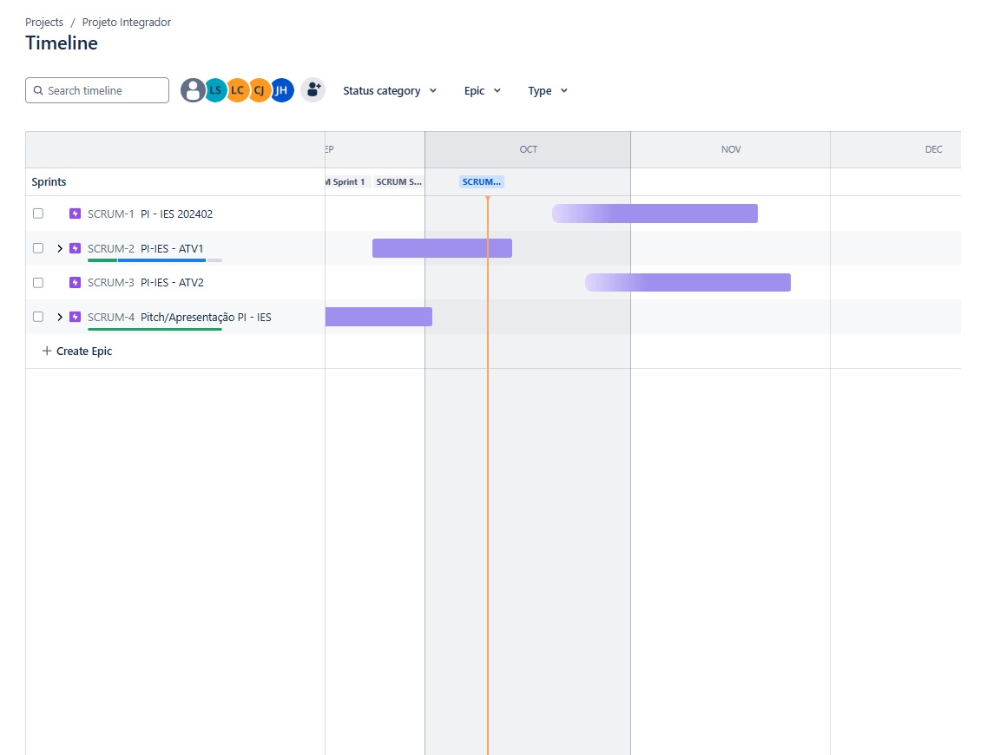 Projects / Projeto Integrador
Timeline
Search timeline
LS LC CJ JH
Status category Epic Type
EP OCT NOV DEC
Sprints
M Sprint 1 SCRUM S... SCRUM...
SCRUM-1 PI - IES 202402
SCRUM-2 PI-IES - ATV1
SCRUM-3 PI-IES - ATV2
SCRUM-4 Pitch/Apresentação PI - IES
+ Create Epic